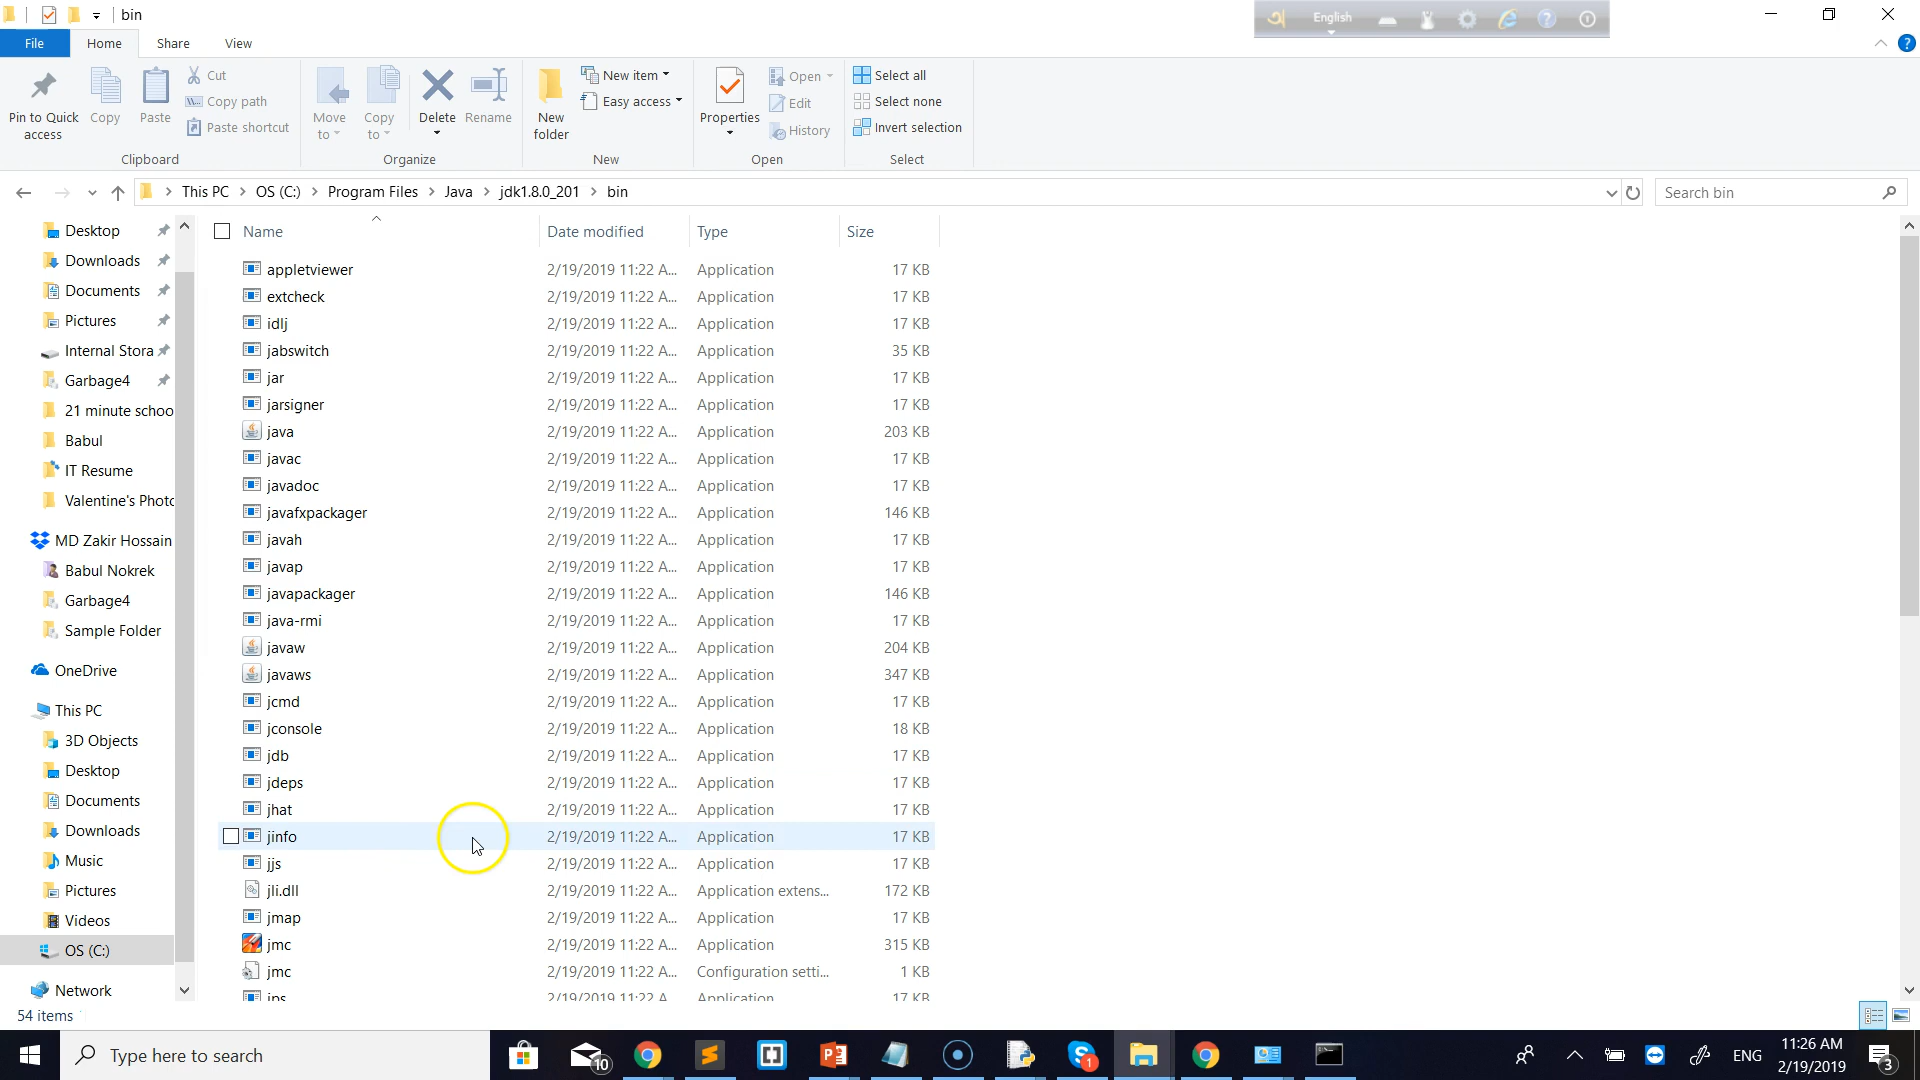 bin
English
File Home Share View
Pin to Quick access
Copy
Paste
Cut
Copy path
Paste shortcut
Clipboard
Move to
Copy to
Delete
Rename
Organize
New folder
New item
Easy access
New
Properties
Open
Edit
History
Open
Select all
Select none
Invert selection
Select
This PC > OS (C:) > Program Files > Java > jdk1.8.0_201 > bin
Search bin
Desktop
Downloads
Documents
Pictures
Internal Stora
Garbage4
21 minute schoo
Babul
IT Resume
Valentine's Photo
MD Zakir Hossain
Babul Nokrek
Garbage4
Sample Folder
OneDrive
This PC
3D Objects
Desktop
Documents
Downloads
Music
Pictures
Videos
OS (C:)
Network
Name Date modified Type Size
appletviewer 2/19/2019 11:22 A... Application 17 KB
extcheck 2/19/2019 11:22 A... Application 17 KB
idlj 2/19/2019 11:22 A... Application 17 KB
jabswitch 2/19/2019 11:22 A... Application 35 KB
jar 2/19/2019 11:22 A... Application 17 KB
jarsigner 2/19/2019 11:22 A... Application 17 KB
java 2/19/2019 11:22 A... Application 203 KB
javac 2/19/2019 11:22 A... Application 17 KB
javadoc 2/19/2019 11:22 A... Application 17 KB
javafxpackager 2/19/2019 11:22 A... Application 146 KB
javah 2/19/2019 11:22 A... Application 17 KB
javap 2/19/2019 11:22 A... Application 17 KB
javapackager 2/19/2019 11:22 A... Application 146 KB
java-rmi 2/19/2019 11:22 A... Application 17 KB
javaw 2/19/2019 11:22 A... Application 204 KB
javaws 2/19/2019 11:22 A... Application 347 KB
jcmd 2/19/2019 11:22 A... Application 17 KB
jconsole 2/19/2019 11:22 A... Application 18 KB
jdb 2/19/2019 11:22 A... Application 17 KB
jdeps 2/19/2019 11:22 A... Application 17 KB
jhat 2/19/2019 11:22 A... Application 17 KB
jinfo 2/19/2019 11:22 A... Application 17 KB
jjs 2/19/2019 11:22 A... Application 17 KB
jli.dll 2/19/2019 11:22 A... Application extens... 172 KB
jmap 2/19/2019 11:22 A... Application 17 KB
jmc 2/19/2019 11:22 A... Application 315 KB
jmc 2/19/2019 11:22 A... Configuration setti... 1 KB
jps 2/19/2019 11:22 A Application 17 KB
54 items
Type here to search
10
1
ENG
11:26 AM
2/19/2019
3